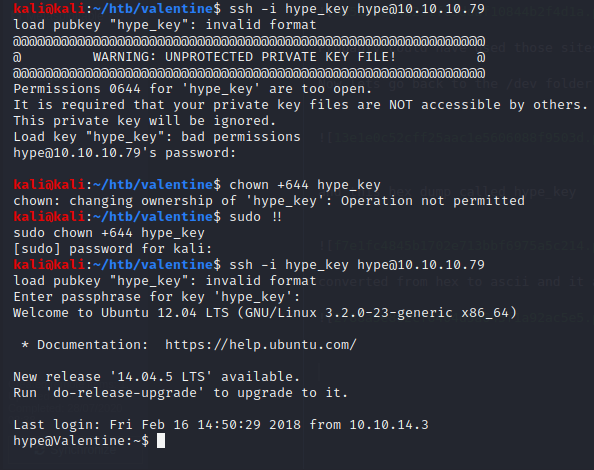 kali@kali:~/htb/valentine$ ssh -i hype_key hype@10.10.10.79
load pubkey "hype_key": invalid format
@@@@@@@@@@@@@@@@@@@@@@@@@@@@@@@@@@@@@@@@@@@@@@@@@@@@@@@@@@@
@         WARNING: UNPROTECTED PRIVATE KEY FILE!          @
@@@@@@@@@@@@@@@@@@@@@@@@@@@@@@@@@@@@@@@@@@@@@@@@@@@@@@@@@@@
Permissions 0644 for 'hype_key' are too open.
It is required that your private key files are NOT accessible by others.
This private key will be ignored.
Load key "hype_key": bad permissions
hype@10.10.10.79's password:
kali@kali:~/htb/valentine$ chown +644 hype_key
chown: changing ownership of 'hype_key': Operation not permitted
kali@kali:~/htb/valentine$ sudo !!
sudo chown +644 hype_key
[sudo] password for kali:
kali@kali:~/htb/valentine$ ssh -i hype_key hype@10.10.10.79
load pubkey "hype_key": invalid format
Enter passphrase for key 'hype_key':
Welcome to Ubuntu 12.04 LTS (GNU/Linux 3.2.0-23-generic x86_64)
 * Documentation:  https://help.ubuntu.com/
New release '14.04.5 LTS' available.
Run 'do-release-upgrade' to upgrade to it.
Last login: Fri Feb 16 14:50:29 2018 from 10.10.14.3
hype@Valentine:~$